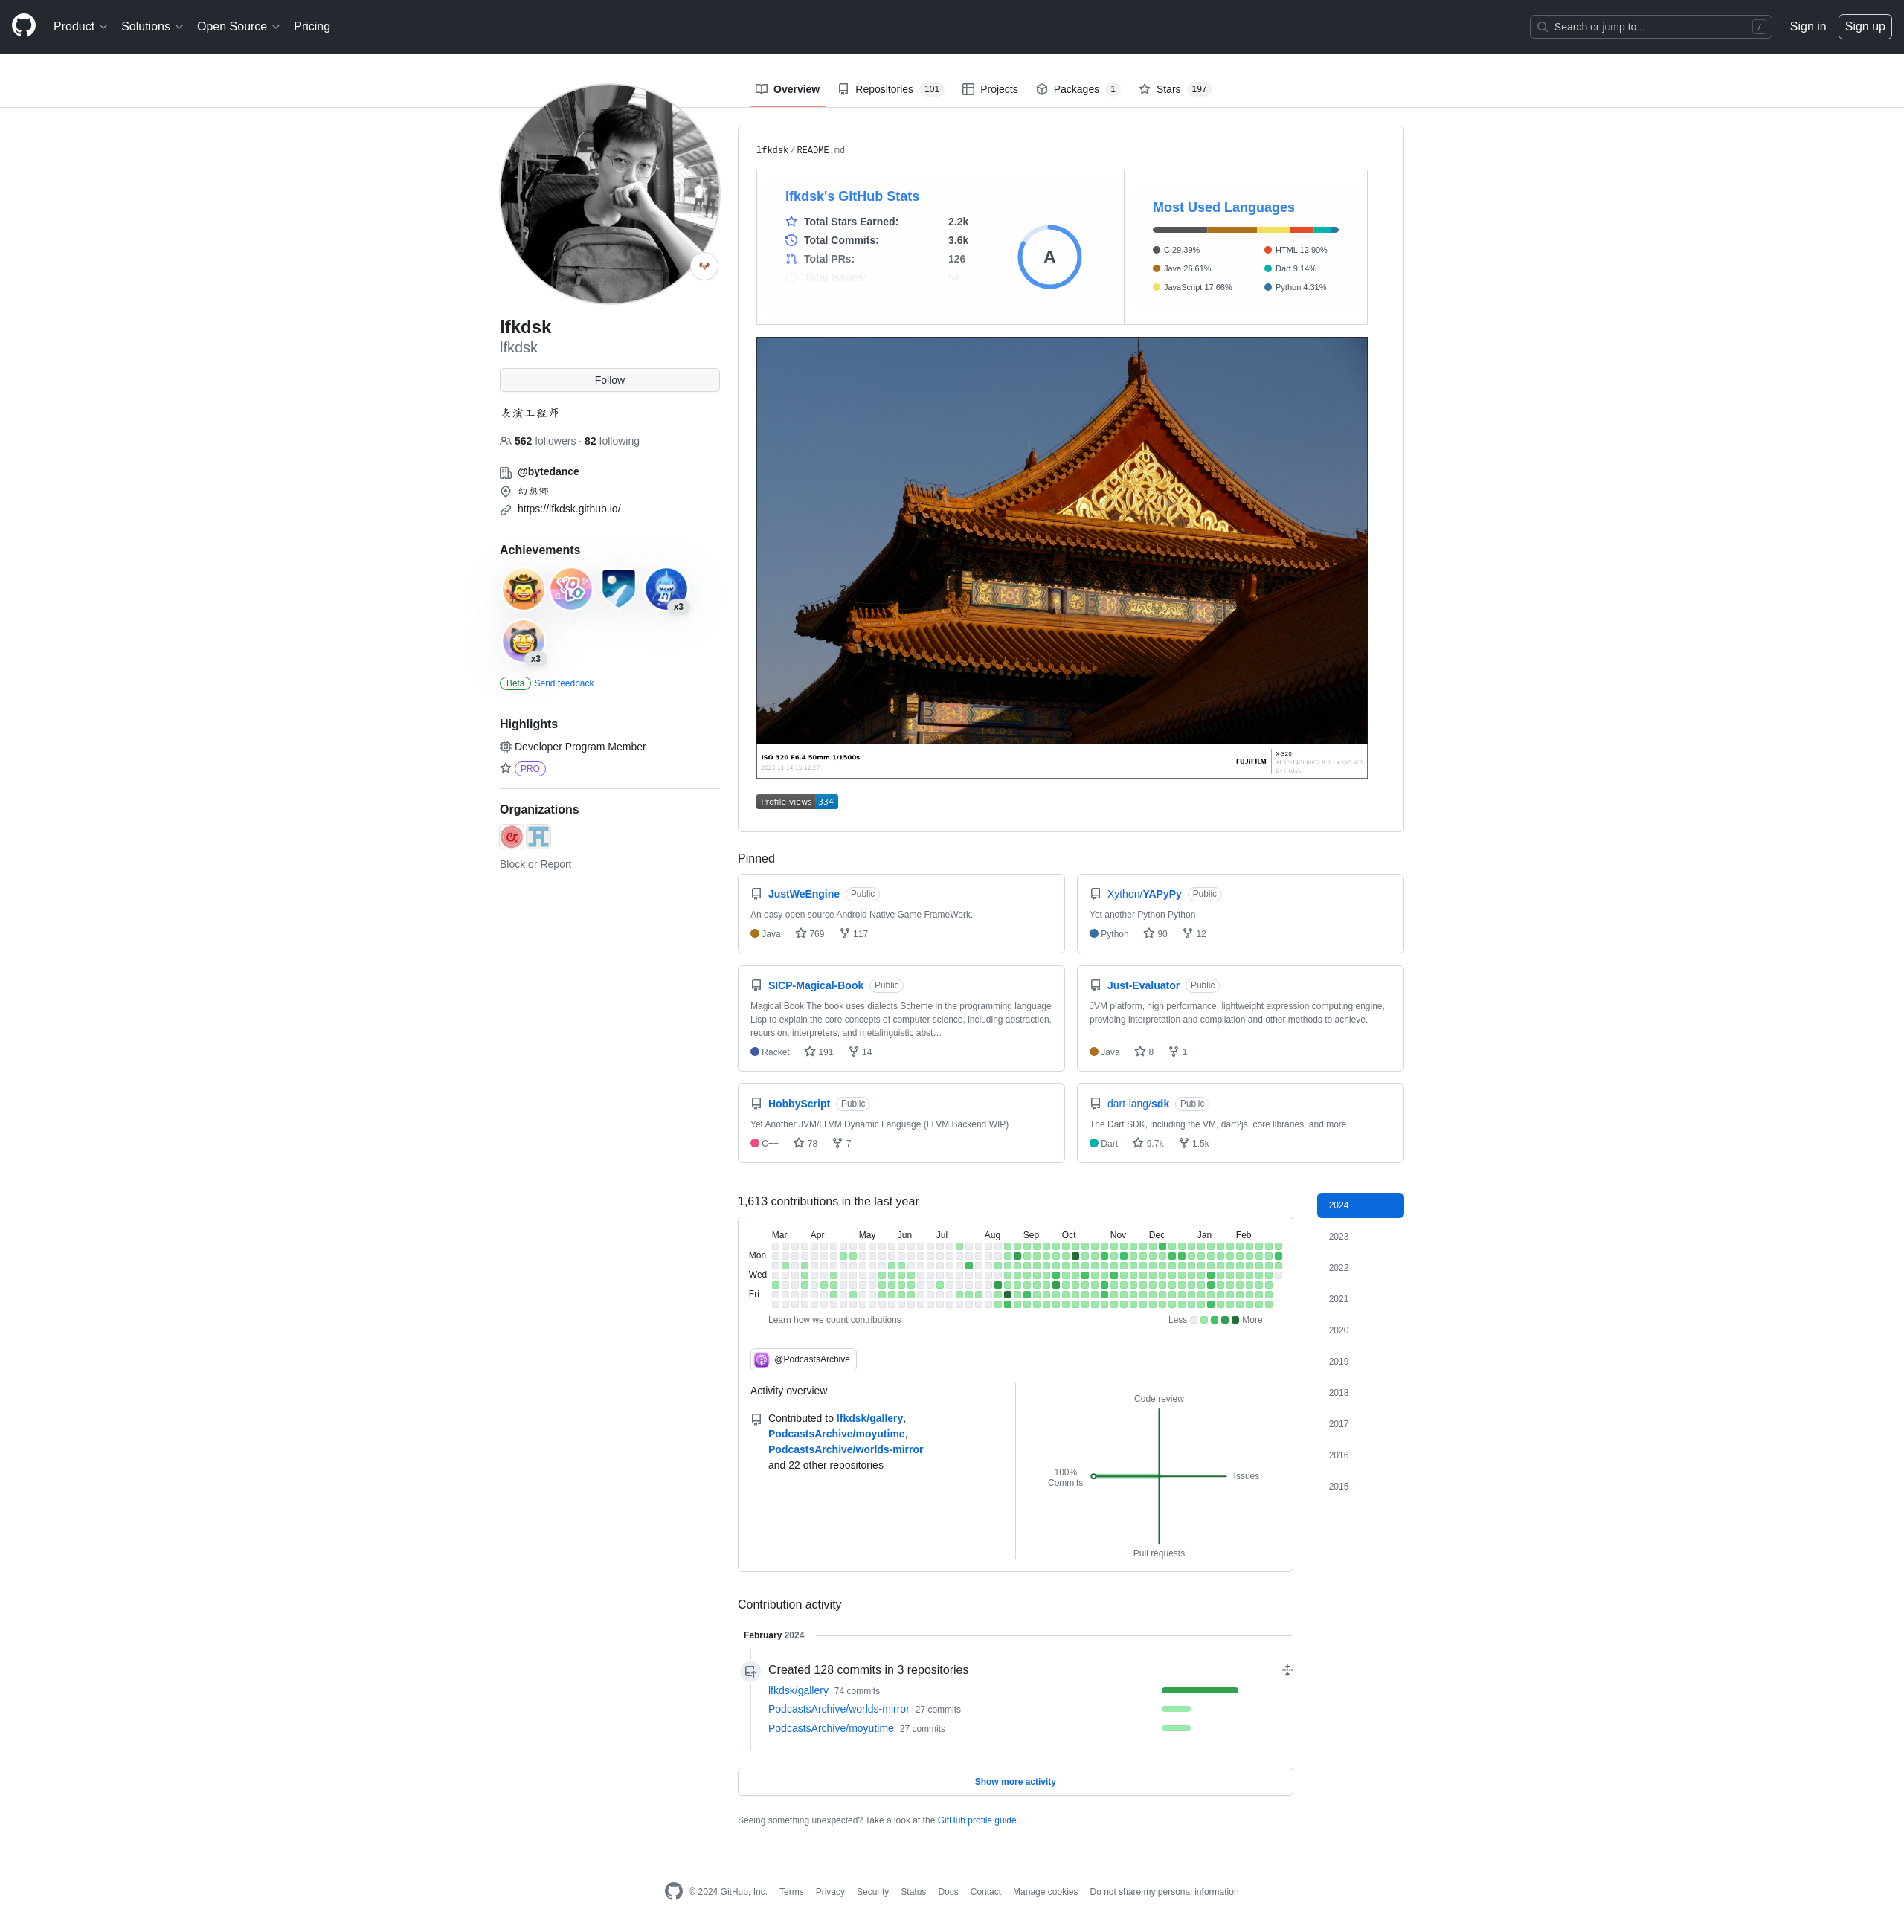 Product Solutions Open Source Pricing Search or jump to... / Sign in Sign up
Overview Repositories 101 Projects Packages 1 Stars 197
lfkdsk
lfkdsk
Follow
表演工程师
562 followers · 82 following
@bytedance
幻想鄉
https://lfkdsk.github.io/
Achievements
YOLO
x3
x3
Beta Send feedback
Highlights
Developer Program Member
PRO
Organizations
Block or Report
lfkdsk/README.md
lfkdsk's GitHub Stats
Total Stars Earned: 2.2k
Total Commits: 3.6k
Total PRs: 126
Total Issues: 54
A
Most Used Languages
C 29.39% HTML 12.90%
Java 26.61% Dart 9.14%
JavaScript 17.66% Python 4.31%
ISO 320 F6.4 50mm 1/1500s
2023:11:14 15:12:27
FUJIFILM
X-S20
By lfkdsk
Profile views 334
Pinned
JustWeEngine Public
An easy open source Android Native Game FrameWork.
Java 769 117
Xython/YAPyPy Public
Yet another Python Python
Python 90 12
SICP-Magical-Book Public
Magical Book The book uses dialects Scheme in the programming language
Lisp to explain the core concepts of computer science, including abstraction,
recursion, interpreters, and metalinguistic abst…
Racket 191 14
Just-Evaluator Public
JVM platform, high performance, lightweight expression computing engine,
providing interpretation and compilation and other methods to achieve.
Java 8 1
HobbyScript Public
Yet Another JVM/LLVM Dynamic Language (LLVM Backend WIP)
C++ 78 7
dart-lang/sdk Public
The Dart SDK, including the VM, dart2js, core libraries, and more.
Dart 9.7k 1.5k
1,613 contributions in the last year
Mar Apr May Jun Jul Aug Sep Oct Nov Dec Jan Feb
Mon
Wed
Fri
Learn how we count contributions Less More
@PodcastsArchive
Activity overview
Contributed to lfkdsk/gallery,
PodcastsArchive/moyutime,
PodcastsArchive/worlds-mirror
and 22 other repositories
Code review
100%
Commits
Issues
Pull requests
2024
2023
2022
2021
2020
2019
2018
2017
2016
2015
Contribution activity
February 2024
Created 128 commits in 3 repositories
lfkdsk/gallery 74 commits
PodcastsArchive/worlds-mirror 27 commits
PodcastsArchive/moyutime 27 commits
Show more activity
Seeing something unexpected? Take a look at the GitHub profile guide.
© 2024 GitHub, Inc. Terms Privacy Security Status Docs Contact Manage cookies Do not share my personal information